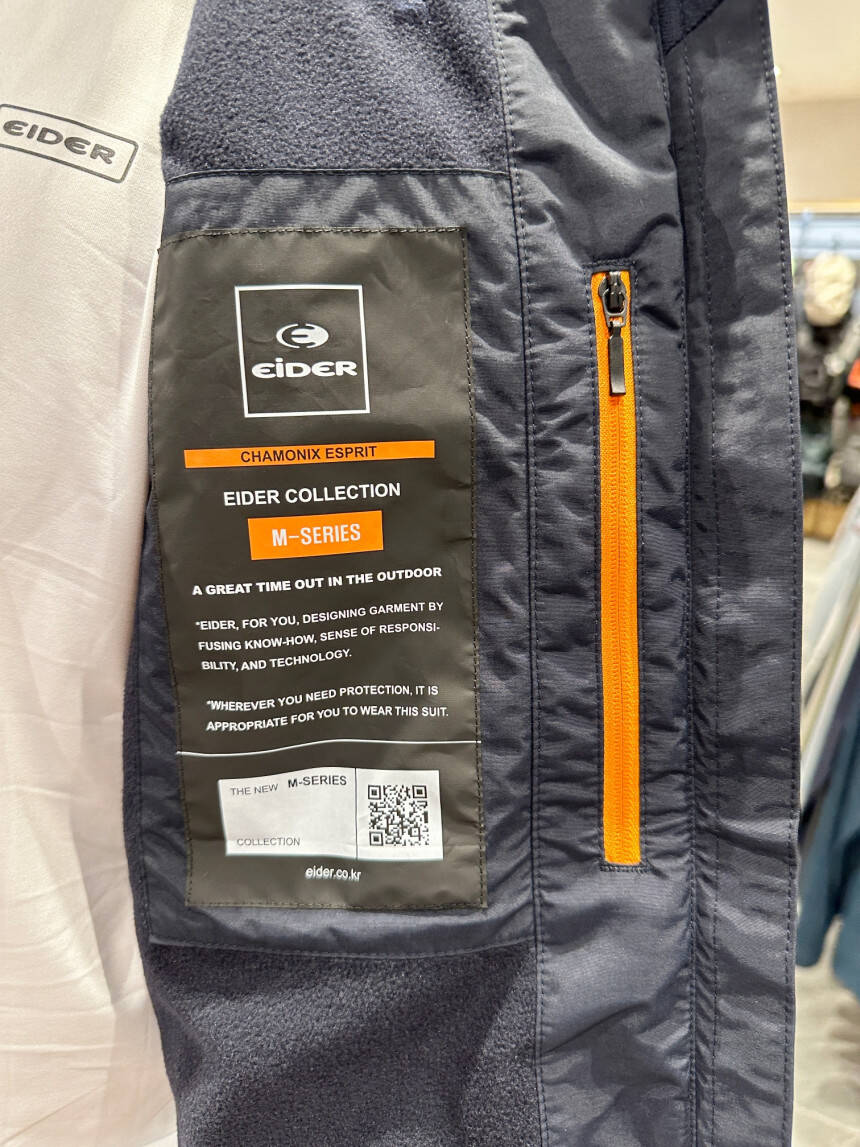 EIDER
EiDER
CHAMONIX ESPRIT
EIDER COLLECTION
M-SERIES
A GREAT TIME OUT IN THE OUTDOOR
*EIDER, FOR YOU, DESIGNING GARMENT BY
FUSING KNOW-HOW, SENSE OF RESPONSI-
BILITY, AND TECHNOLOGY.
*WHEREVER YOU NEED PROTECTION, IT IS
APPROPRIATE FOR YOU TO WEAR THIS SUIT.
THE NEW M-SERIES
COLLECTION
eider.co.kr